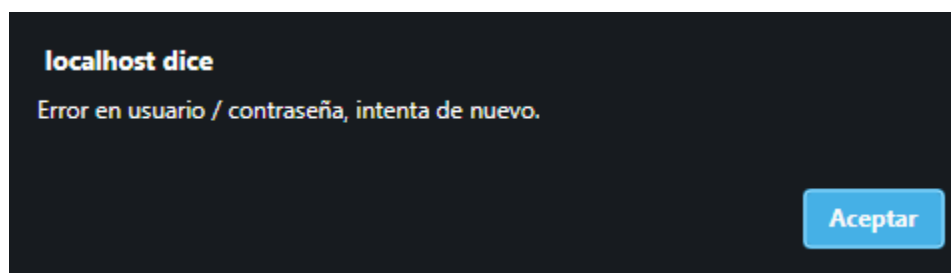 localhost dice
Error en usuario / contraseña, intenta de nuevo.
Aceptar